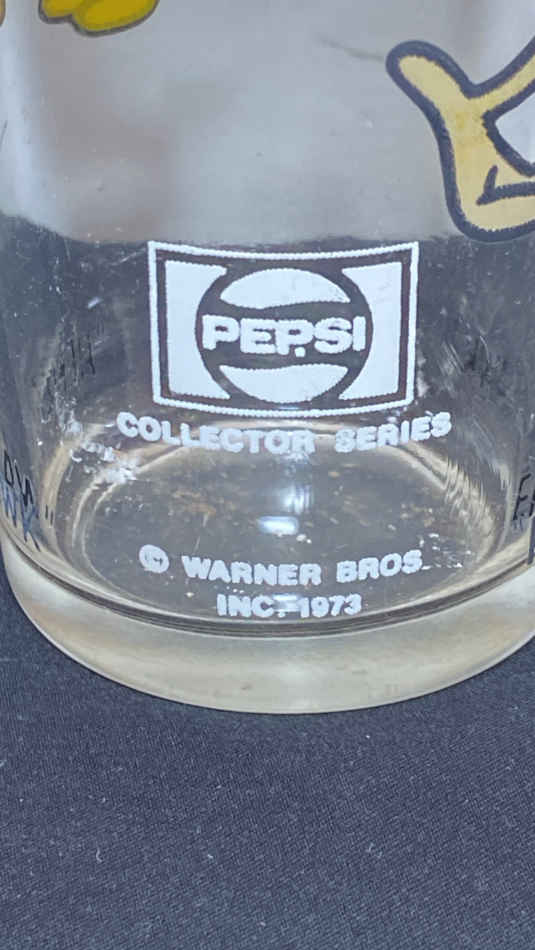 PEPSI
COLLECTOR SERIES
© WARNER BROS.
INC. 1973